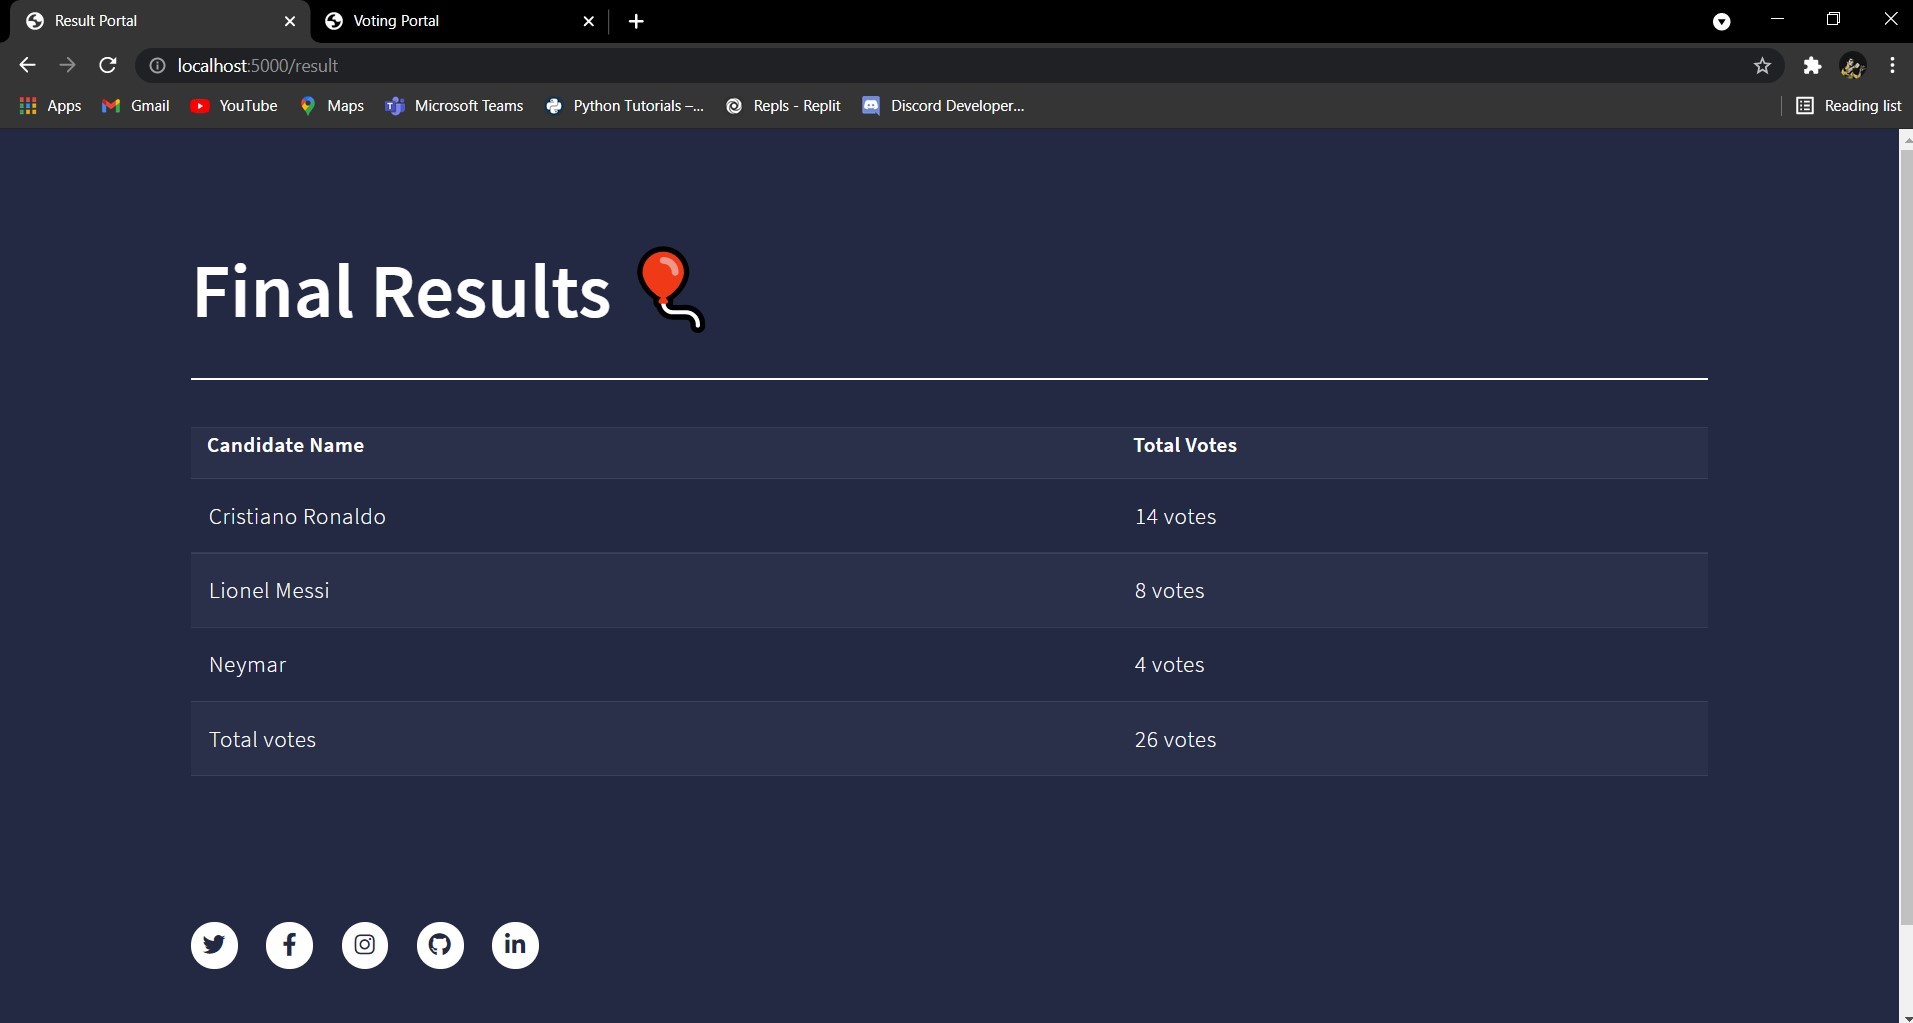 Result Portal Voting Portal
localhost:5000/result
Apps Gmail YouTube Maps Microsoft Teams Python Tutorials –... Repls - Replit Discord Developer... Reading list
Final Results
Candidate Name Total Votes
Cristiano Ronaldo 14 votes
Lionel Messi 8 votes
Neymar 4 votes
Total votes 26 votes